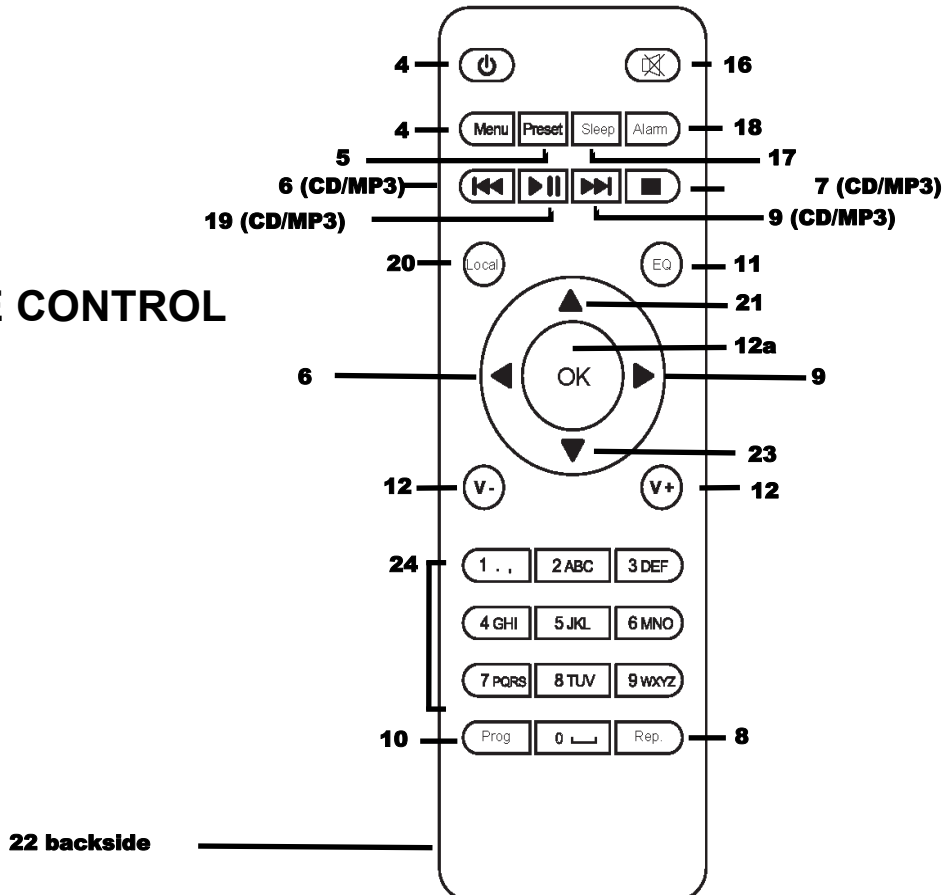 4 16
4 Menu Preset Sleep Alarm 18
5 17
6 (CD/MP3) 7 (CD/MP3)
19 (CD/MP3) 9 (CD/MP3)
20 Local EQ 11
E CONTROL 21
12a
6 OK 9
23
12 V - V + 12
24 1 . , 2 ABC 3 DEF
4 GHI 5 JKL 6 MNO
7 PQRS 8 TUV 9 WXYZ
10 Prog 0 Rep. 8
22 backside